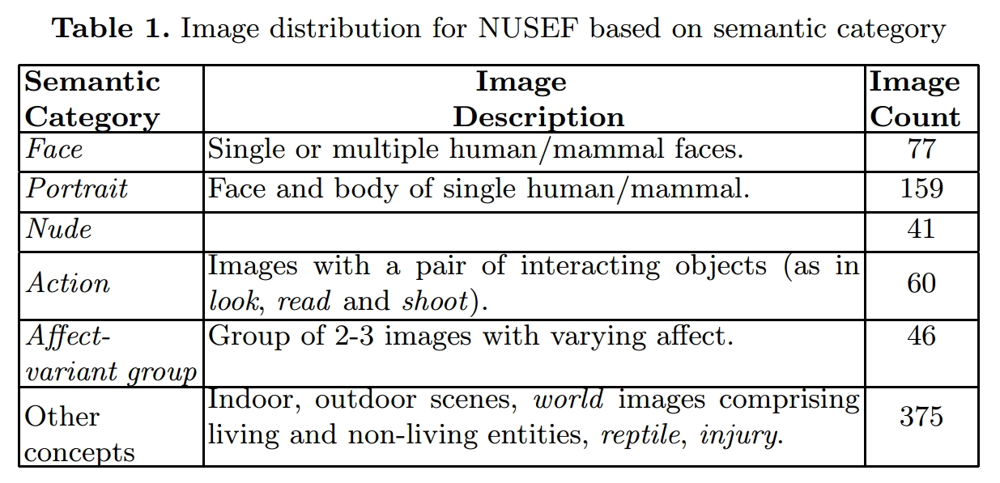 Table 1. Image distribution for NUSEF based on semantic category
Semantic Category Image Description Image Count
Face Single or multiple human/mammal faces. 77
Portrait Face and body of single human/mammal. 159
Nude 41
Action Images with a pair of interacting objects (as in look, read and shoot). 60
Affect-variant group Group of 2-3 images with varying affect. 46
Other concepts Indoor, outdoor scenes, world images comprising living and non-living entities, reptile, injury. 375